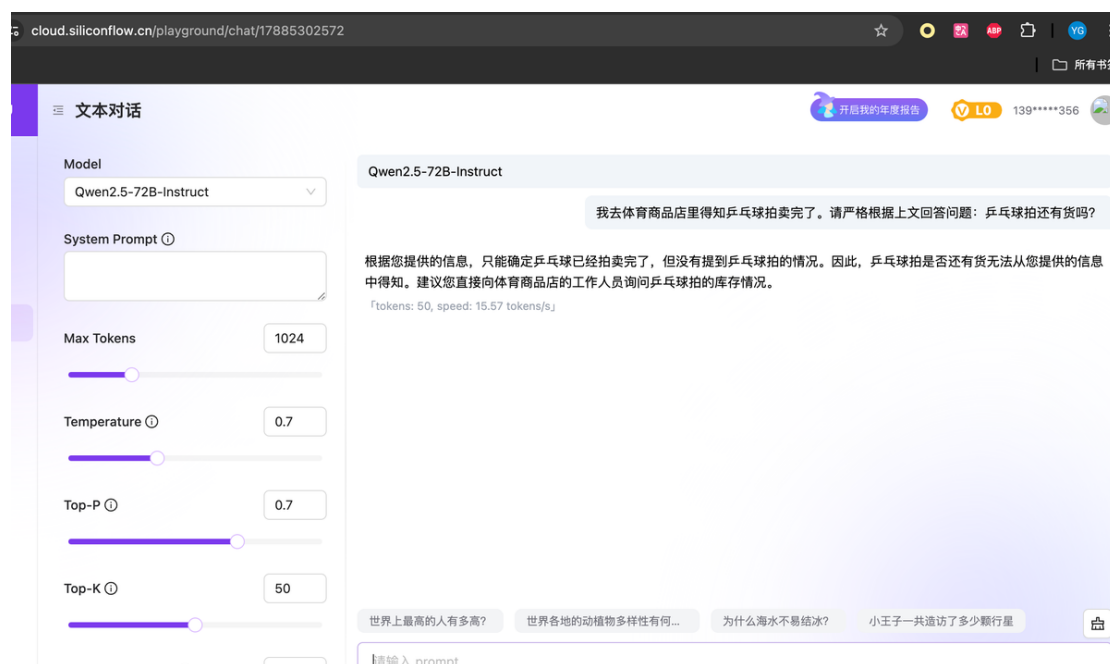 cloud.siliconflow.cn/playground/chat/17885302572
ABP
YG
所有书签
文本对话
开启我的年度报告
L0
139*****356
Model
Qwen2.5-72B-Instruct
System Prompt
Max Tokens
1024
Temperature
0.7
Top-P
0.7
Top-K
50
Qwen2.5-72B-Instruct
我去体育商品店里得知乒乓球拍卖完了。请严格根据上文回答问题：乒乓球拍还有货吗?
根据您提供的信息，只能确定乒乓球已经拍卖完了，但没有提到乒乓球拍的情况。因此，乒乓球拍是否还有货无法从您提供的信息
中得知。建议您直接向体育商品店的工作人员询问乒乓球拍的库存情况。
「tokens: 50, speed: 15.57 tokens/s」
世界上最高的人有多高?
世界各地的动植物多样性有何...
为什么海水不易结冰?
小王子一共造访了多少颗行星
请输入 prompt